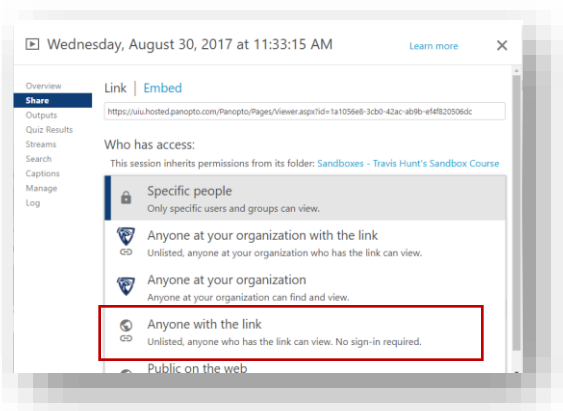 Wednesday, August 30, 2017 at 11:33:15 AM
Learn more
Overview
Share
Outputs
Quiz Results
Streams
Search
Captions
Manage
Log
Link | Embed
https://uiu.hosted.panopto.com/Panopto/Pages/Viewer.aspx?id=1a1056e8-3cb0-42ac-ab9b-ef4f820506dc
Who has access:
This session inherits permissions from its folder: Sandboxes - Travis Hunt's Sandbox Course
Specific people
Only specific users and groups can view.
Anyone at your organization with the link
Unlisted, anyone at your organization who has the link can view.
Anyone at your organization
Anyone at your organization can find and view.
Anyone with the link
Unlisted, anyone who has the link can view. No sign-in required.
Public on the web